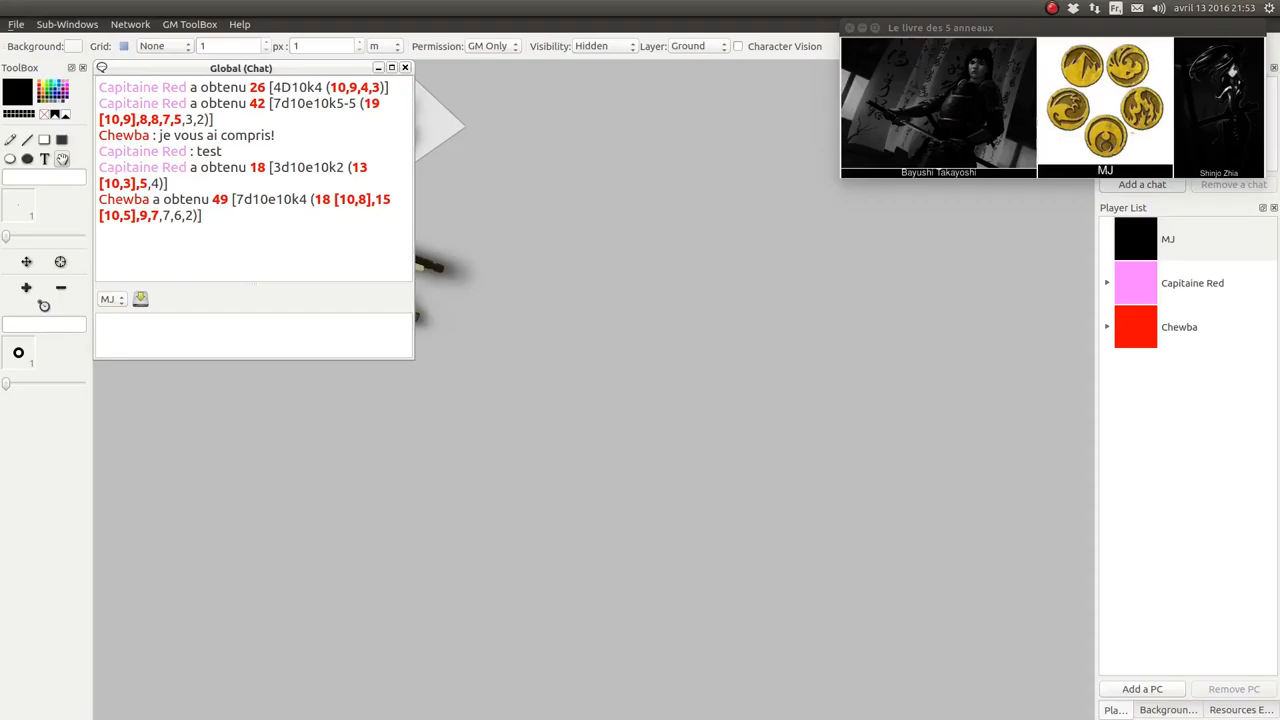 Fr
avril 13 2016 21:53
File Sub-Windows Network GM ToolBox Help
Le livre des 5 anneaux
Background: Grid: None 1 px : 1 m Permission: GM Only Visibility: Hidden Layer: Ground Character Vision
ToolBox
Global (Chat)
Capitaine Red a obtenu 26 [4D10k4 (10,9,4,3)]
Capitaine Red a obtenu 42 [7d10e10k5-5 (19
[10,9],8,8,7,5,3,2)]
Chewba : je vous ai compris!
Capitaine Red : test
Capitaine Red a obtenu 18 [3d10e10k2 (13
[10,3],5,4)]
Chewba a obtenu 49 [7d10e10k4 (18 [10,8],15
[10,5],9,7,7,6,2)]
MJ
1
1
Bayushi Takayoshi
MJ
Shinjo Zhia
Add a chat Remove a chat
Player List
MJ
Capitaine Red
Chewba
Add a PC Remove PC
Pla... Backgroun... Resources E...